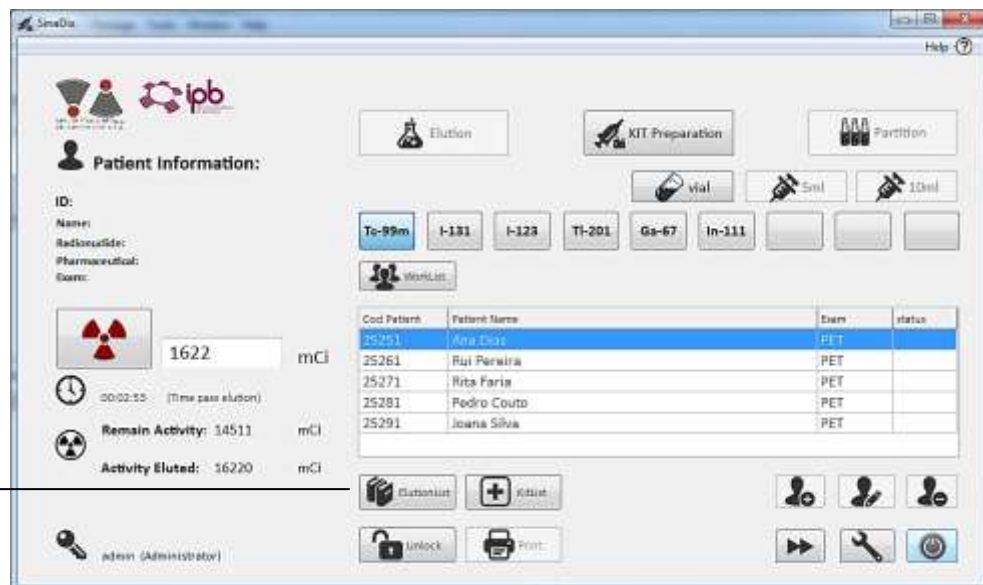 SinaDix
Help
ipb
Patient Information:
ID:
Name:
Radionuclide:
Pharmaceutical:
Exam:
1622 mCi
00:02:55 (Time pass elution)
Remain Activity: 14511 mCi
Activity Eluted: 16220 mCi
admin (Administrator)
Elution KIT Preparation Partition
vial 5ml 10ml
Tc-99m I-131 I-123 Tl-201 Ga-67 In-111
WorkList
Cod Patient Patient Name Exam status
25251 Ana Dias PET
25261 Rui Pereira PET
25271 Rita Faria PET
25281 Pedro Couto PET
25291 Joana Silva PET
ElutionList KitList
Unlock Print